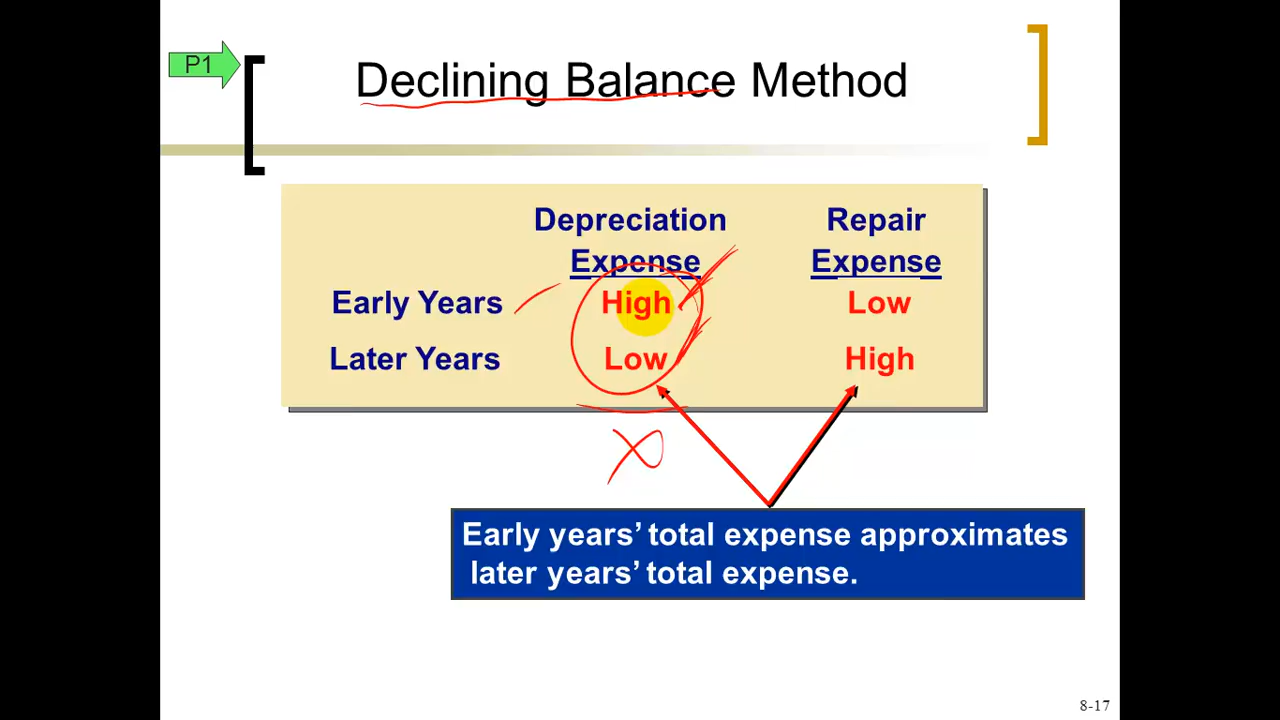 P1
Declining Balance Method
Depreciation Repair
Expense Expense
Early Years High Low
Later Years Low High
Early years’ total expense approximates
later years’ total expense.
8-17